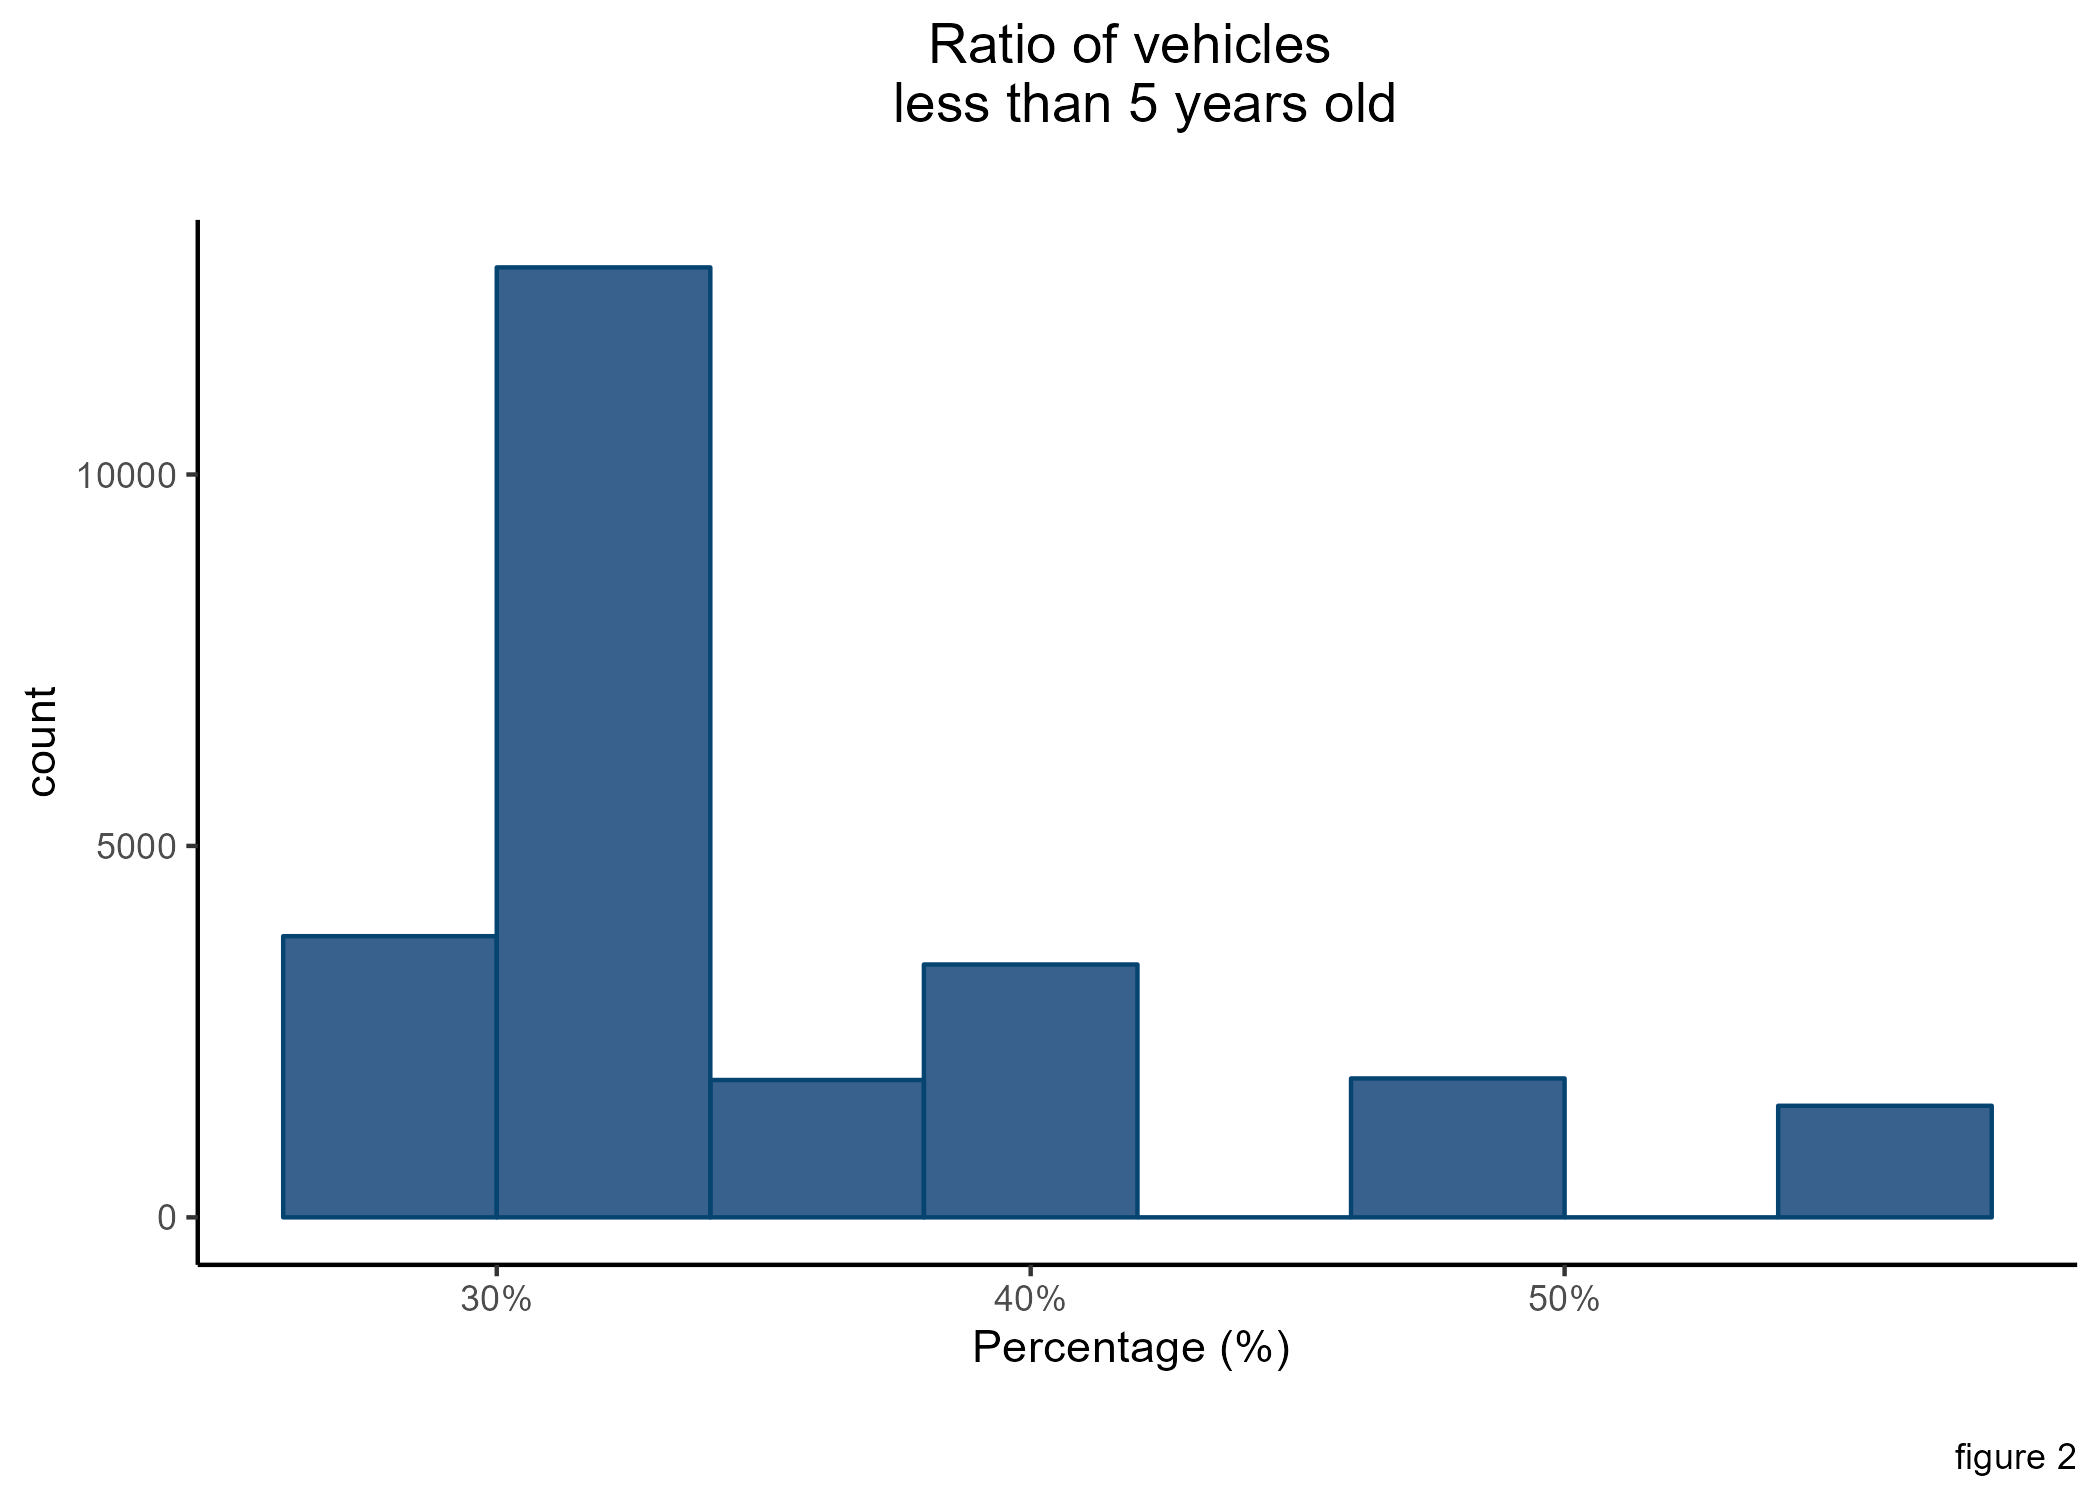 Ratio of vehicles
less than 5 years old
count
10000
5000
0
30% 40% 50%
Percentage (%)
figure 2